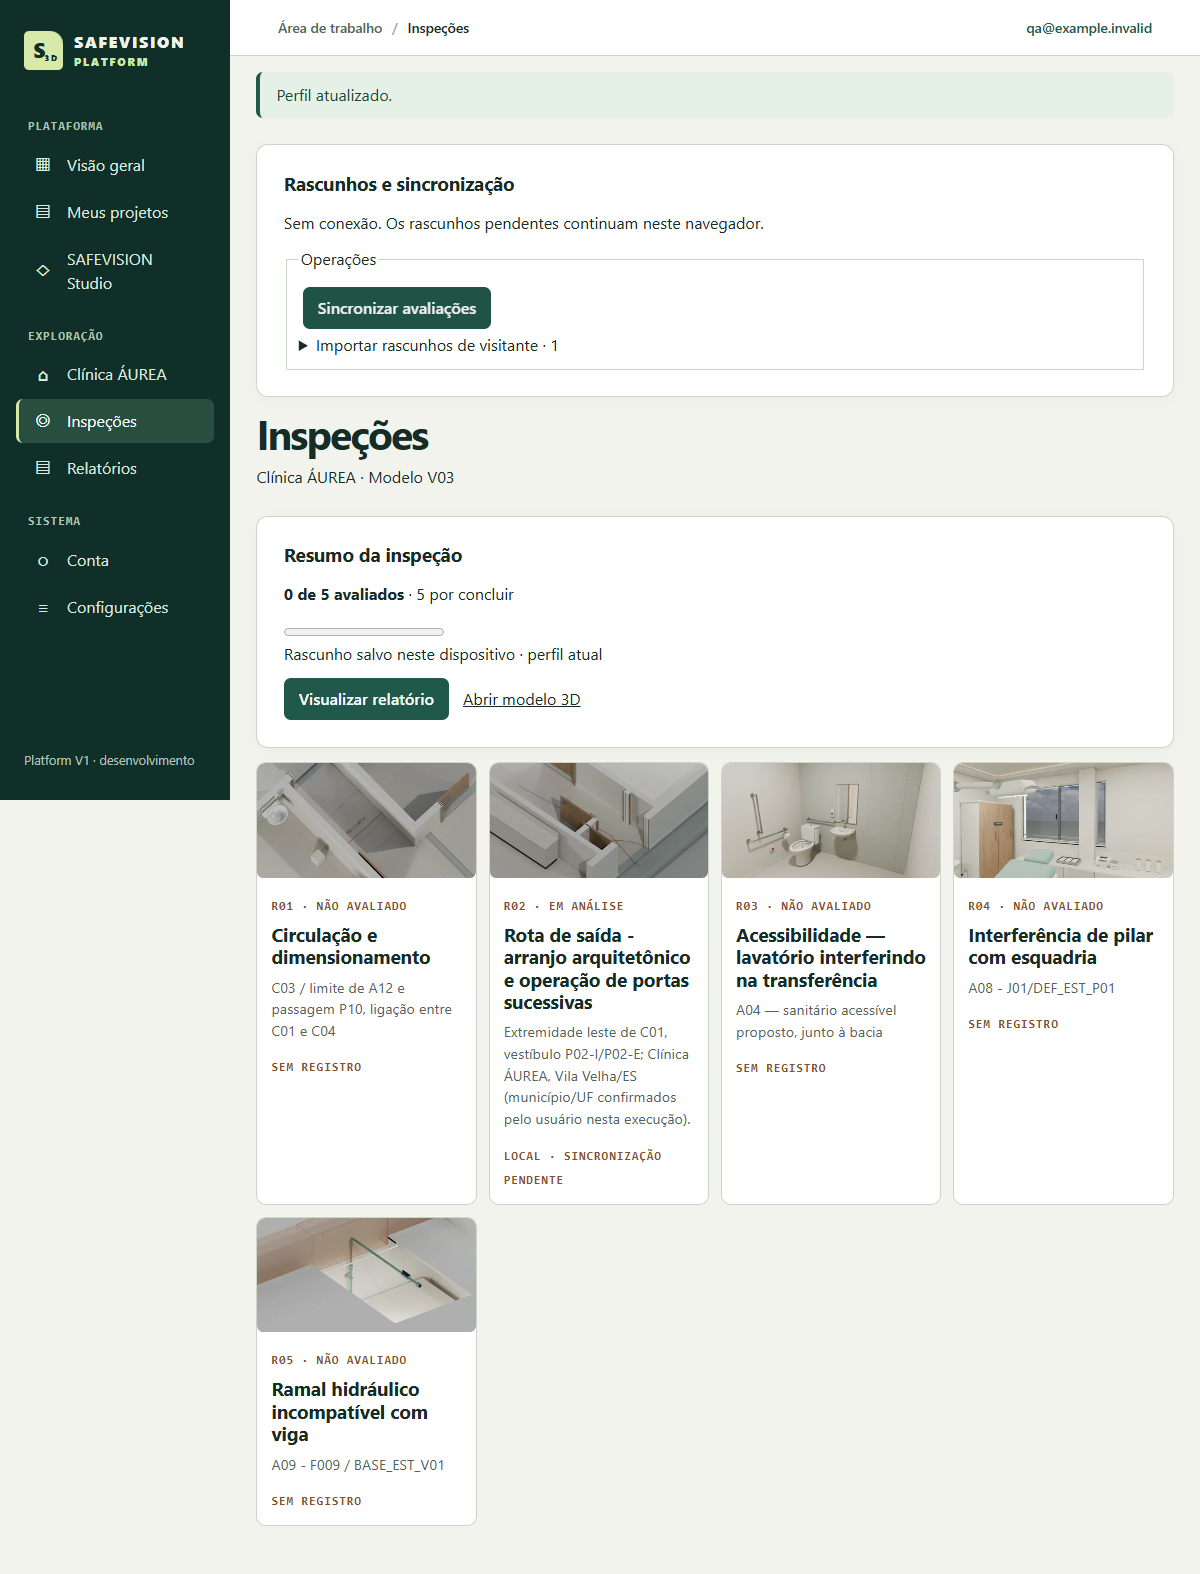 S3D
SAFEVISION
PLATFORM
PLATAFORMA
Visão geral
Meus projetos
SAFEVISION
Studio
EXPLORAÇÃO
Clínica ÁUREA
Inspeções
Relatórios
SISTEMA
Conta
Configurações
Platform V1 · desenvolvimento
Área de trabalho / Inspeções
qa@example.invalid
Perfil atualizado.
Rascunhos e sincronização
Sem conexão. Os rascunhos pendentes continuam neste navegador.
Operações
Sincronizar avaliações
Importar rascunhos de visitante · 1
Inspeções
Clínica ÁUREA · Modelo V03
Resumo da inspeção
0 de 5 avaliados · 5 por concluir
Rascunho salvo neste dispositivo · perfil atual
Visualizar relatório
Abrir modelo 3D
R01 · NÃO AVALIADO
Circulação e
dimensionamento
C03 / limite de A12 e
passagem P10, ligação entre
C01 e C04
SEM REGISTRO
R02 · EM ANÁLISE
Rota de saída -
arranjo arquitetônico
e operação de portas
sucessivas
Extremidade leste de C01,
vestíbulo P02-I/P02-E; Clínica
ÁUREA, Vila Velha/ES
(município/UF confirmados
pelo usuário nesta execução).
LOCAL · SINCRONIZAÇÃO
PENDENTE
R03 · NÃO AVALIADO
Acessibilidade —
lavatório interferindo
na transferência
A04 — sanitário acessível
proposto, junto à bacia
SEM REGISTRO
R04 · NÃO AVALIADO
Interferência de pilar
com esquadria
A08 - J01/DEF_EST_P01
SEM REGISTRO
R05 · NÃO AVALIADO
Ramal hidráulico
incompatível com
viga
A09 - F009 / BASE_EST_V01
SEM REGISTRO